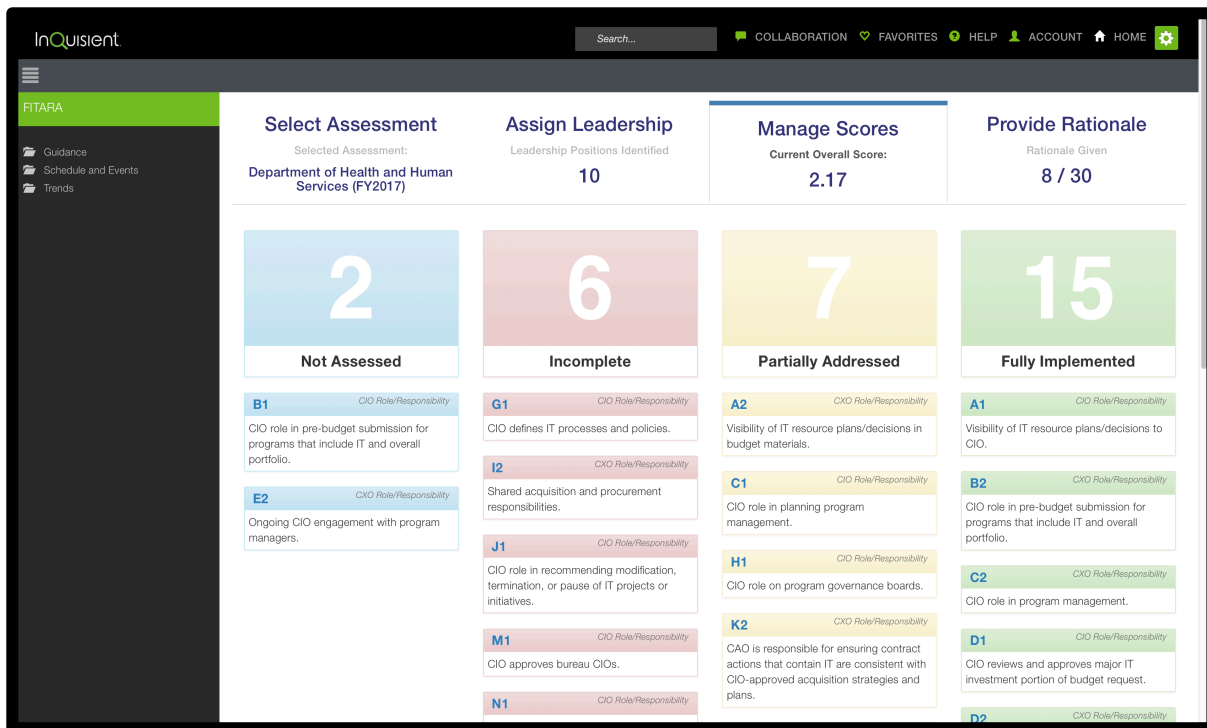 InQuisient
Search...
COLLABORATION
FAVORITES
HELP
ACCOUNT
HOME
FITARA
Guidance
Schedule and Events
Trends
Select Assessment
Selected Assessment:
Department of Health and Human
Services (FY2017)
Assign Leadership
Leadership Positions Identified
10
Manage Scores
Current Overall Score:
2.17
Provide Rationale
Rationale Given
8 / 30
2
Not Assessed
B1
CIO Role/Responsibility
CIO role in pre-budget submission for
programs that include IT and overall
portfolio.
E2
CXO Role/Responsibility
Ongoing CIO engagement with program
managers.
6
Incomplete
G1
CIO Role/Responsibility
CIO defines IT processes and policies.
I2
CXO Role/Responsibility
Shared acquisition and procurement
responsibilities.
J1
CIO Role/Responsibility
CIO role in recommending modification,
termination, or pause of IT projects or
initiatives.
M1
CIO Role/Responsibility
CIO approves bureau CIOs.
N1
CIO Role/Responsibility
7
Partially Addressed
A2
CXO Role/Responsibility
Visibility of IT resource plans/decisions in
budget materials.
C1
CIO Role/Responsibility
CIO role in planning program
management.
H1
CIO Role/Responsibility
CIO role on program governance boards.
K2
CXO Role/Responsibility
CAO is responsible for ensuring contract
actions that contain IT are consistent with
CIO-approved acquisition strategies and
plans.
15
Fully Implemented
A1
CIO Role/Responsibility
Visibility of IT resource plans/decisions to
CIO.
B2
CXO Role/Responsibility
CIO role in pre-budget submission for
programs that include IT and overall
portfolio.
C2
CXO Role/Responsibility
CIO role in program management.
D1
CIO Role/Responsibility
CIO reviews and approves major IT
investment portion of budget request.
D2
CXO Role/Responsibility